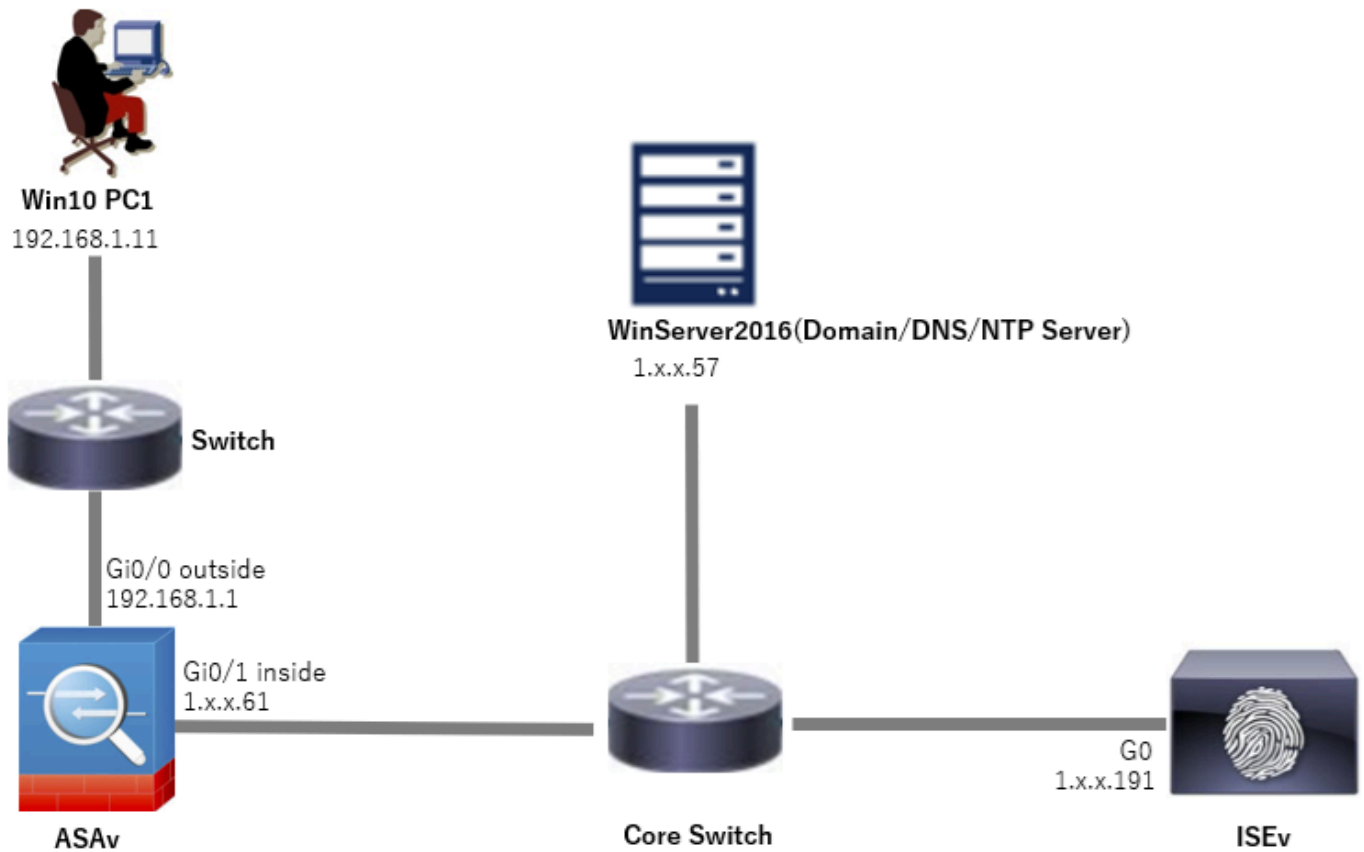 Win10 PC1
192.168.1.11
WinServer2016(Domain/DNS/NTP Server)
1.x.x.57
Switch
Gi0/0 outside
192.168.1.1
Gi0/1 inside
1.x.x.61
G0
1.x.x.191
ASAv
Core Switch
ISEv